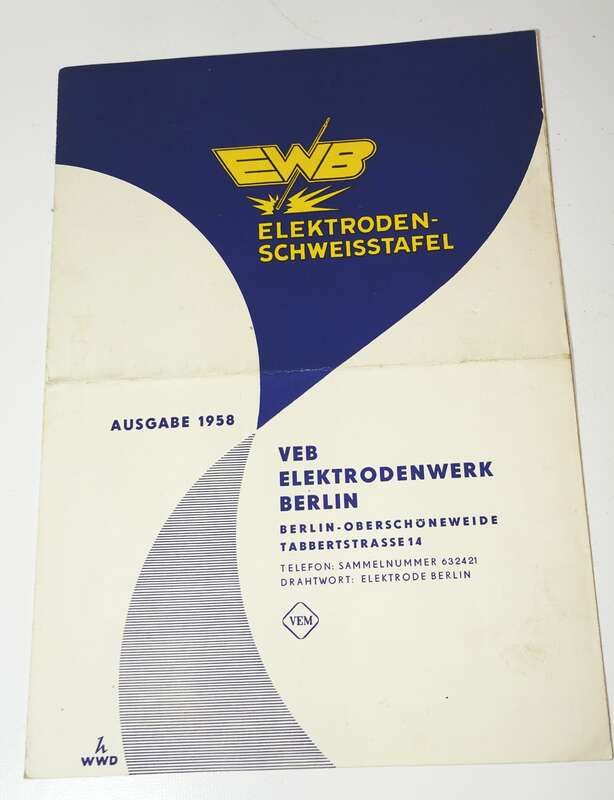 EWB
ELEKTRODEN-
SCHWEISSTAFEL
AUSGABE 1958
VEB
ELEKTRODENWERK
BERLIN
BERLIN-OBERSCHÖNEWEIDE
TABBERTSTRASSE 14
TELEFON: SAMMELNUMMER 632421
DRAHTWORT: ELEKTRODE BERLIN
VEM
h
WWD